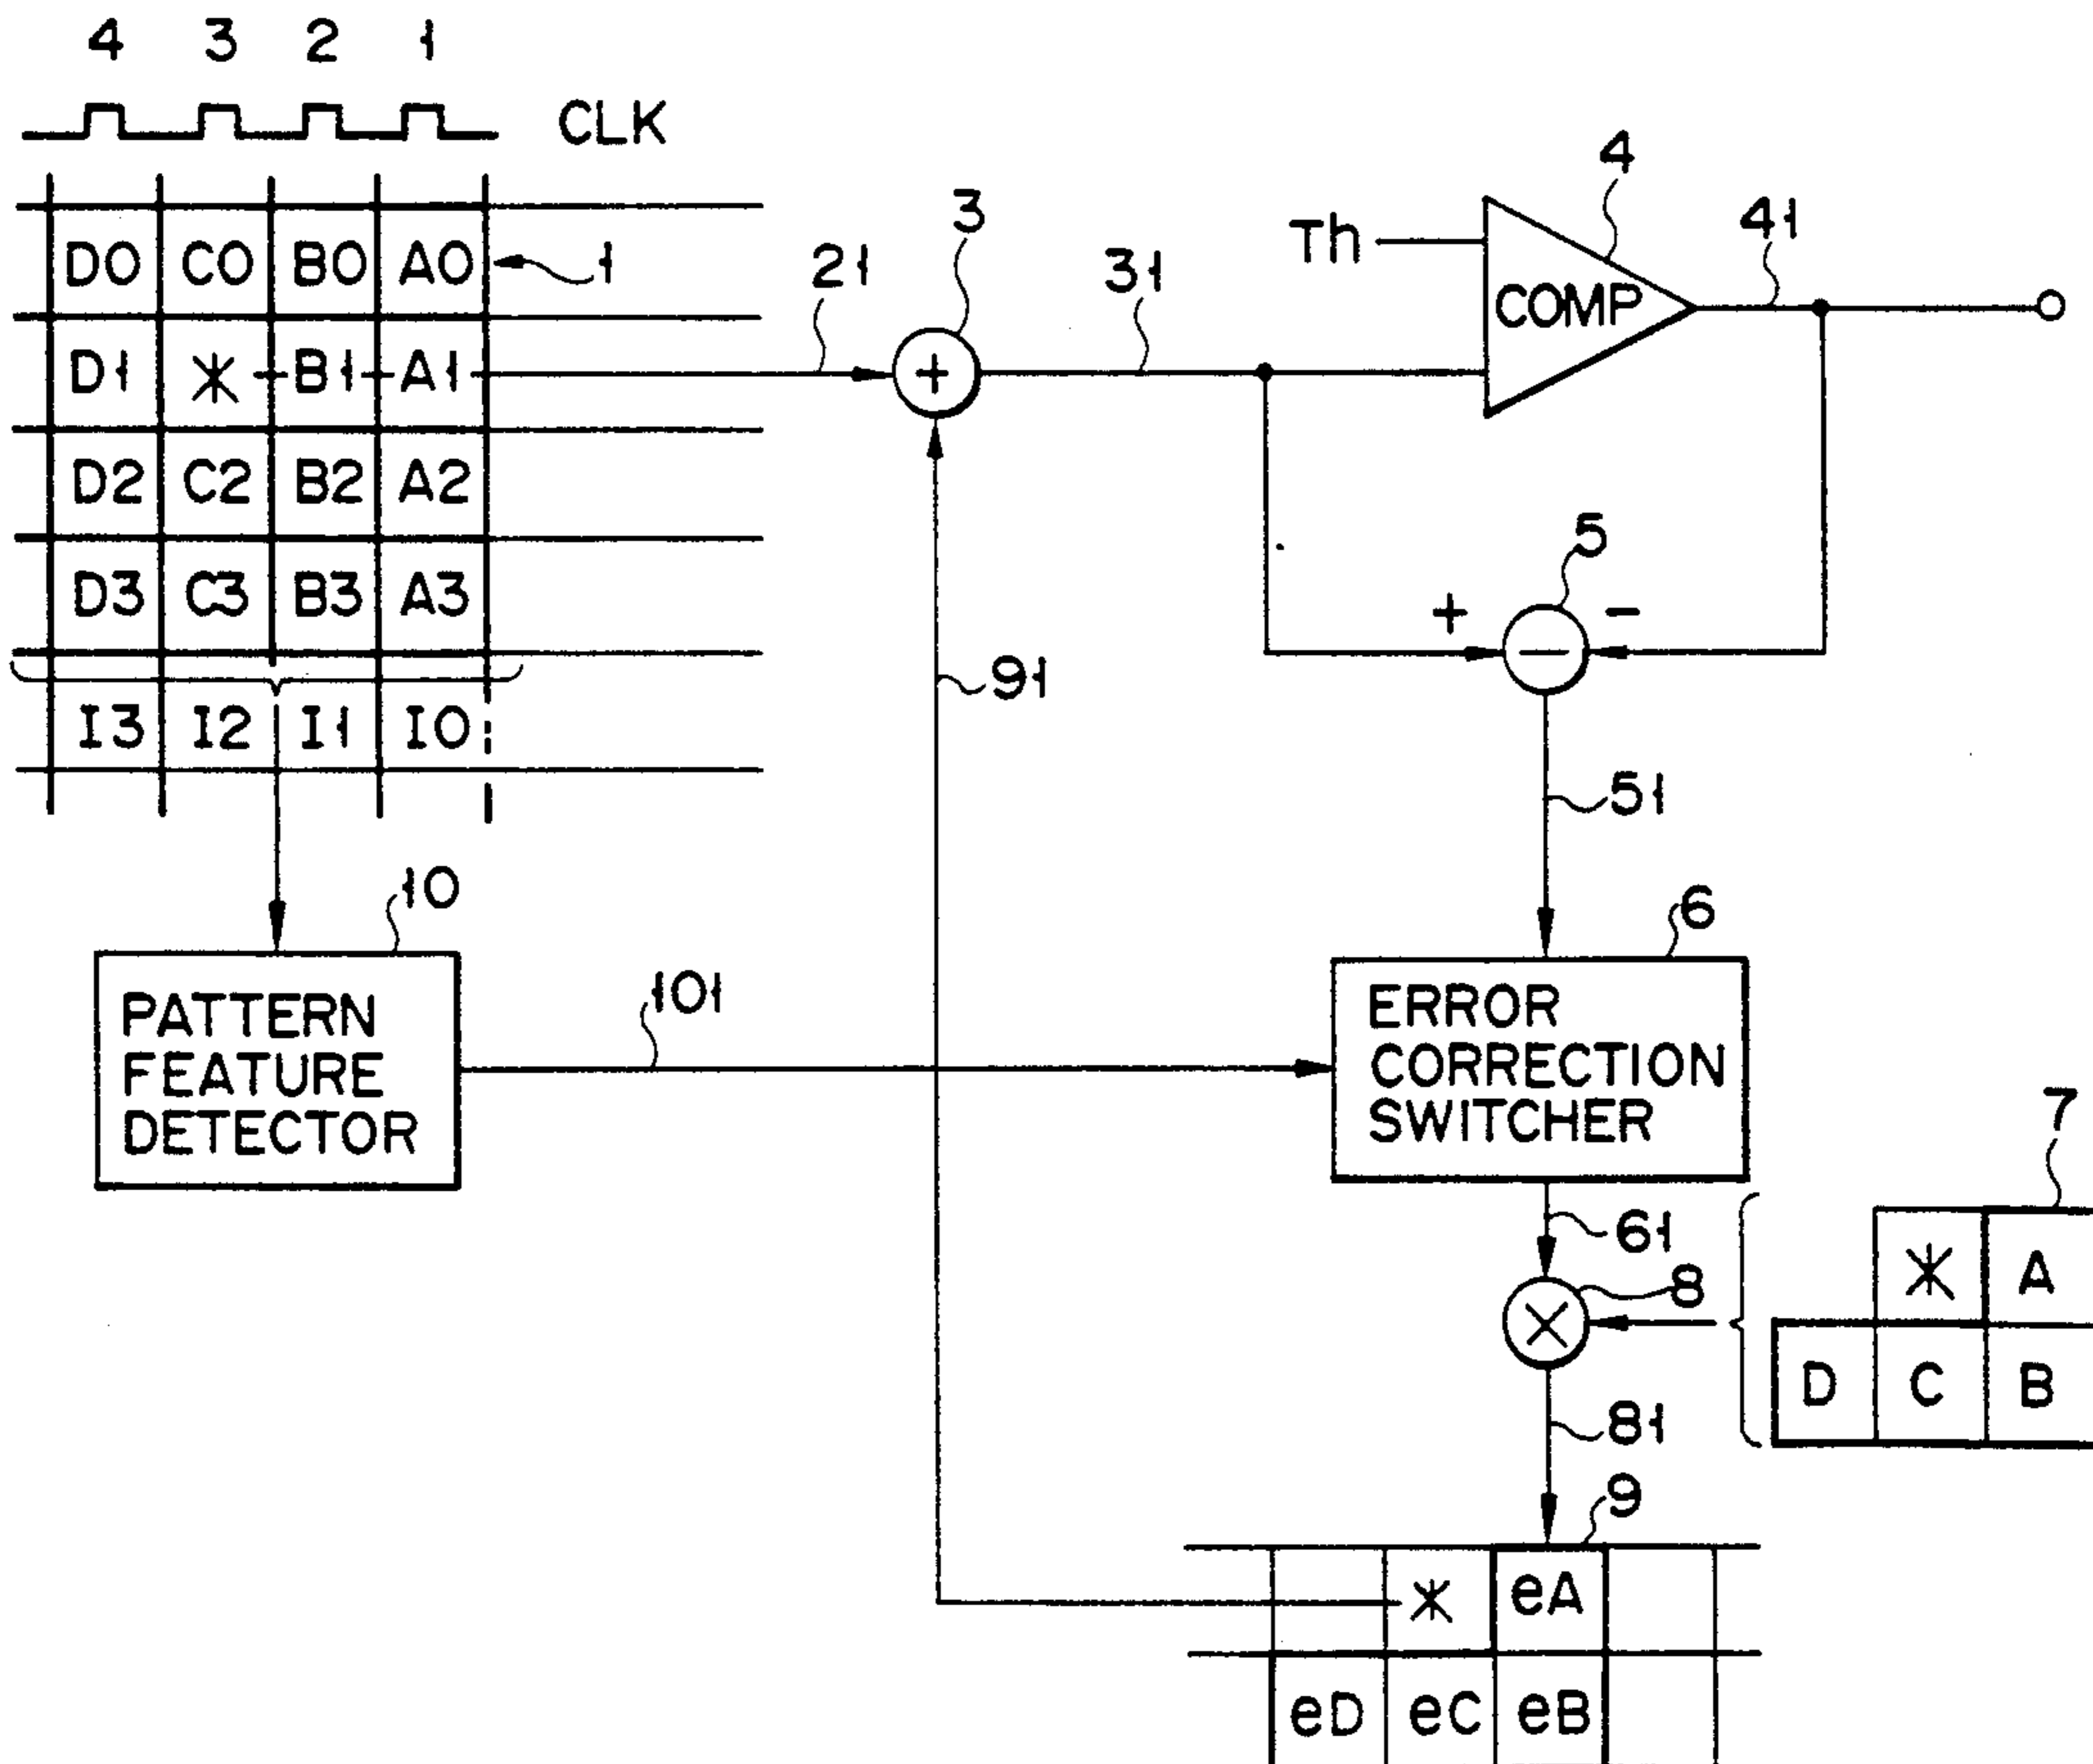 4 3 2 1
CLK
D0 C0 B0 A0
1
D1 * B1 A1
D2 C2 B2 A2
D3 C3 B3 A3
I3 I2 I1 I0
21
3
+
31
Th
4
COMP
41
5
+
−
−
51
91
10
PATTERN
FEATURE
DETECTOR
101
6
ERROR
CORRECTION
SWITCHER
61
8
×
7
* A
D C B
81
9
* eA
eD eC eB